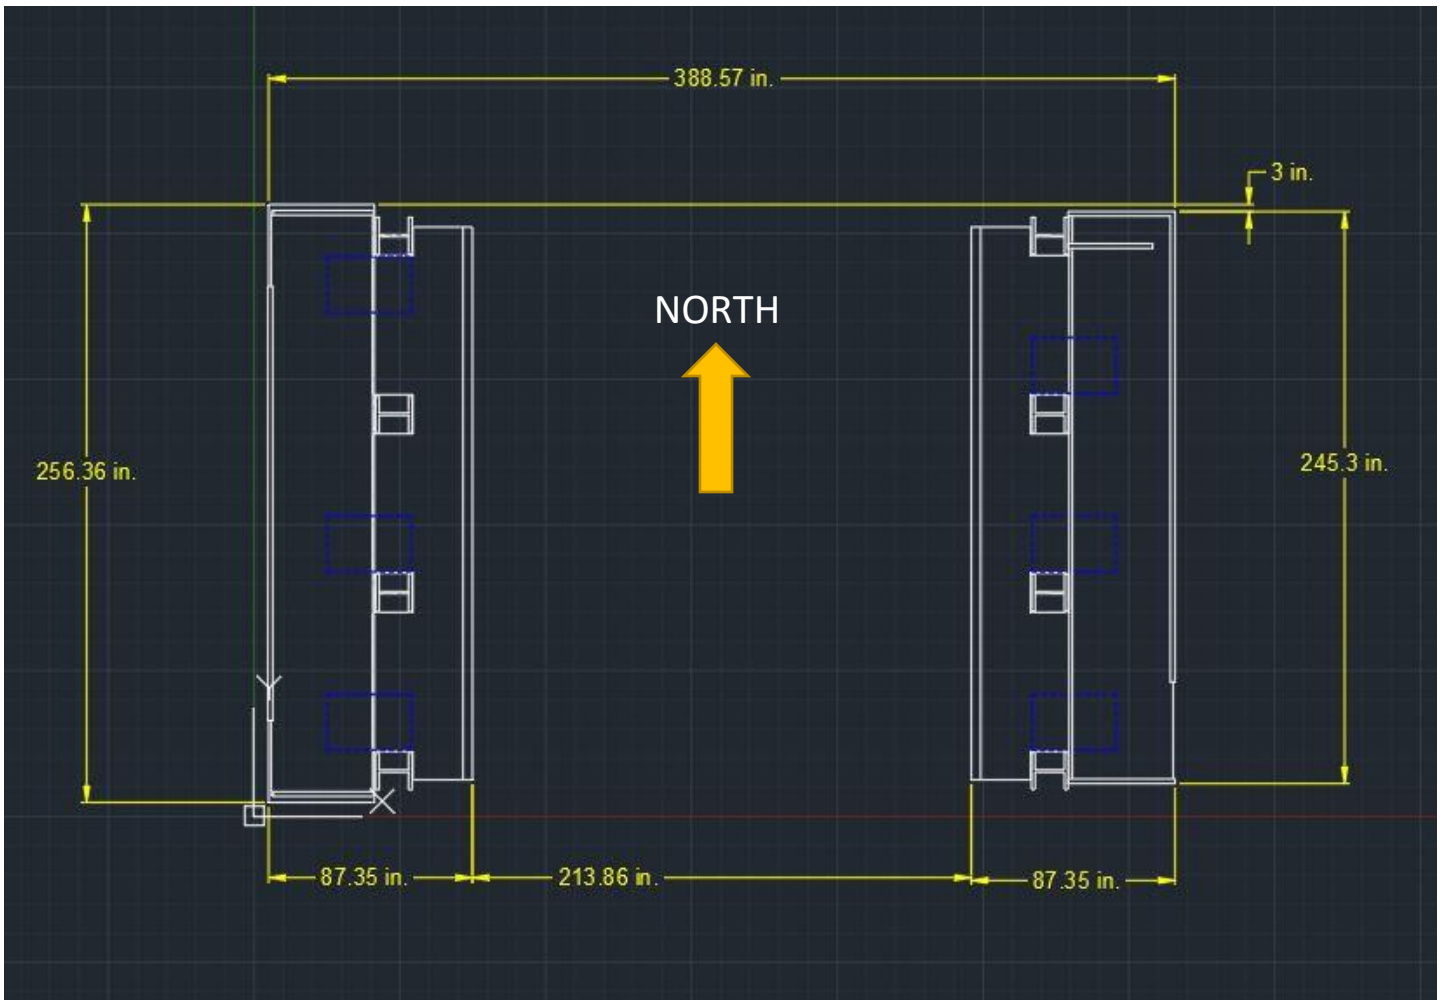 388.57 in.
3 in.
NORTH
256.36 in.
245.3 in.
Y
X
87.35 in.
213.86 in.
87.35 in.